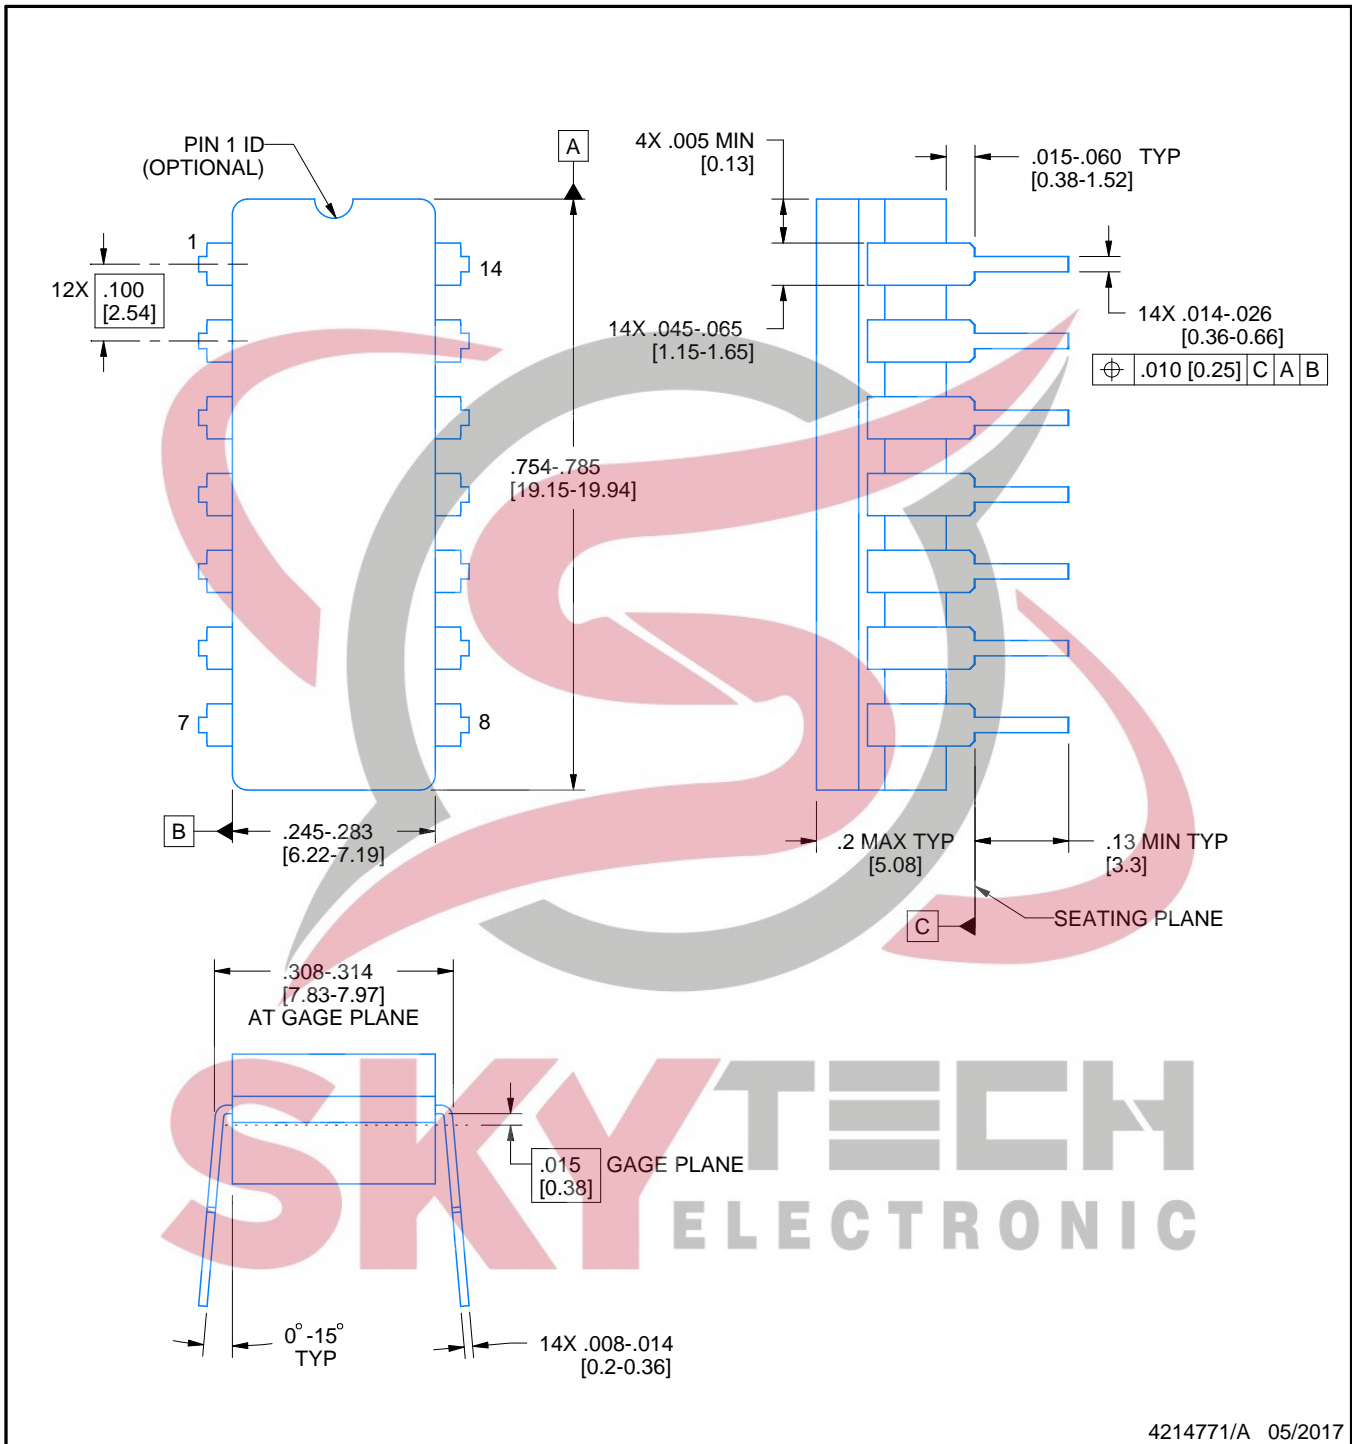 PIN 1 ID
(OPTIONAL)
A
4X .005 MIN
[0.13]
.015-.060 TYP
[0.38-1.52]
1
14
12X .100
[2.54]
14X .014-.026
[0.36-0.66]
14X .045-.065
[1.15-1.65]
⌖ .010 [0.25] C A B
.754-.785
[19.15-19.94]
7
8
B
.245-.283
[6.22-7.19]
.2 MAX TYP
[5.08]
.13 MIN TYP
[3.3]
C
SEATING PLANE
.308-.314
[7.83-7.97]
AT GAGE PLANE
SKYTECH
ELECTRONIC
.015 GAGE PLANE
[0.38]
0°-15°
TYP
14X .008-.014
[0.2-0.36]
4214771/A 05/2017